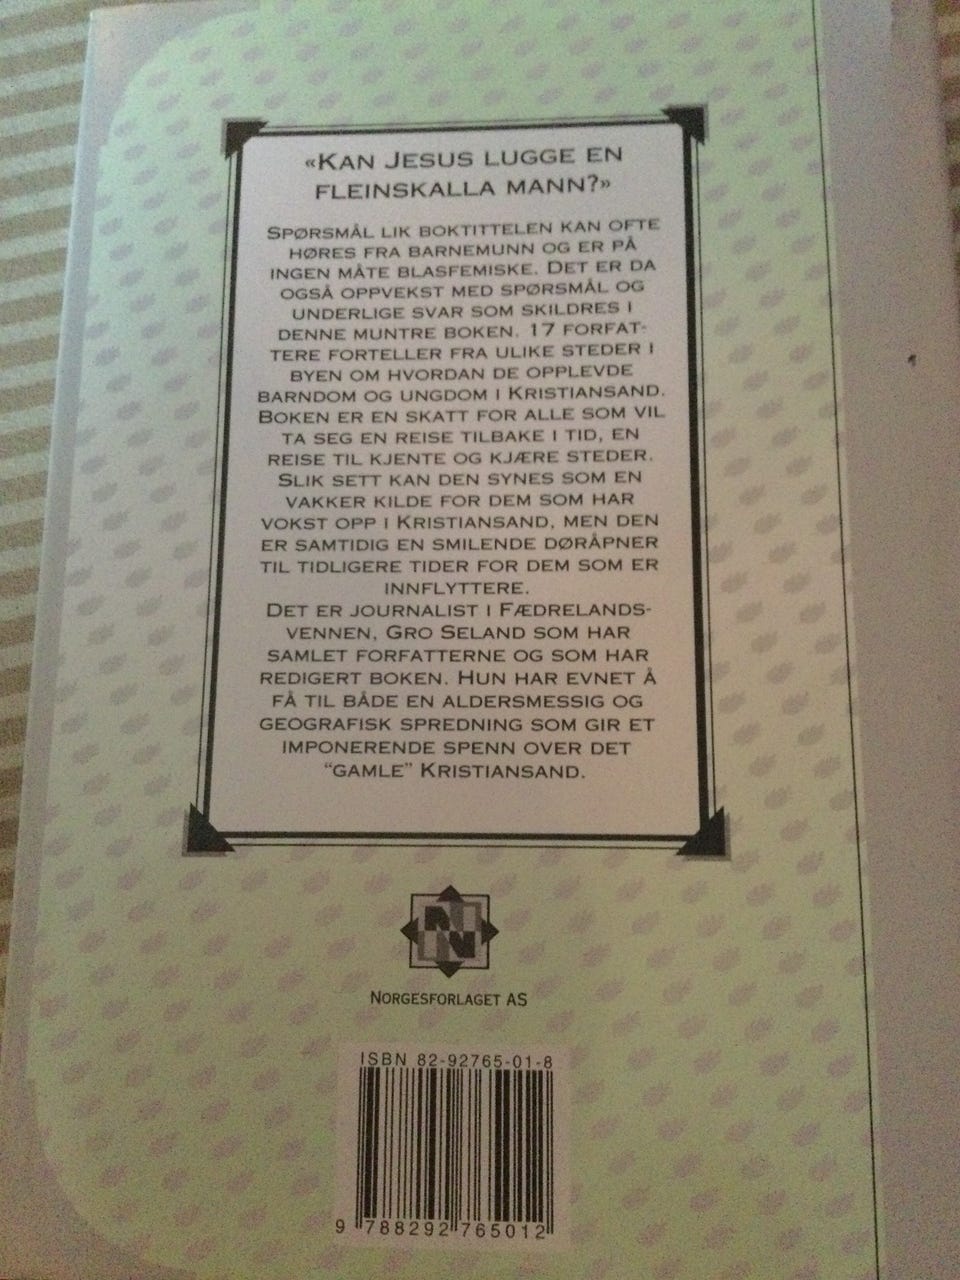 «KAN JESUS LUGGE EN
FLEINSKALLA MANN?»
SPØRSMÅL LIK BOKTITTELEN KAN OFTE
HØRES FRA BARNEMUNN OG ER PÅ
INGEN MÅTE BLASFEMISKE. DET ER DA
OGSÅ OPPVEKST MED SPØRSMÅL OG
UNDERLIGE SVAR SOM SKILDRES I
DENNE MUNTRE BOKEN. 17 FORFAT-
TERE FORTELLER FRA ULIKE STEDER I
BYEN OM HVORDAN DE OPPLEVDE
BARNDOM OG UNGDOM I KRISTIANSAND.
BOKEN ER EN SKATT FOR ALLE SOM VIL
TA SEG EN REISE TILBAKE I TID, EN
REISE TIL KJENTE OG KJÆRE STEDER.
SLIK SETT KAN DEN SYNES SOM EN
VAKKER KILDE FOR DEM SOM HAR
VOKST OPP I KRISTIANSAND, MEN DEN
ER SAMTIDIG EN SMILENDE DØRÅPNER
TIL TIDLIGERE TIDER FOR DEM SOM ER
INNFLYTTERE.
DET ER JOURNALIST I FÆDRELANDS-
VENNEN, GRO SELAND SOM HAR
SAMLET FORFATTERNE OG SOM HAR
REDIGERT BOKEN. HUN HAR EVNET Å
FÅ TIL BÅDE EN ALDERSMESSIG OG
GEOGRAFISK SPREDNING SOM GIR ET
IMPONERENDE SPENN OVER DET
“GAMLE” KRISTIANSAND.
NORGESFORLAGET AS
ISBN 82-92765-01-8
9 788292 765012